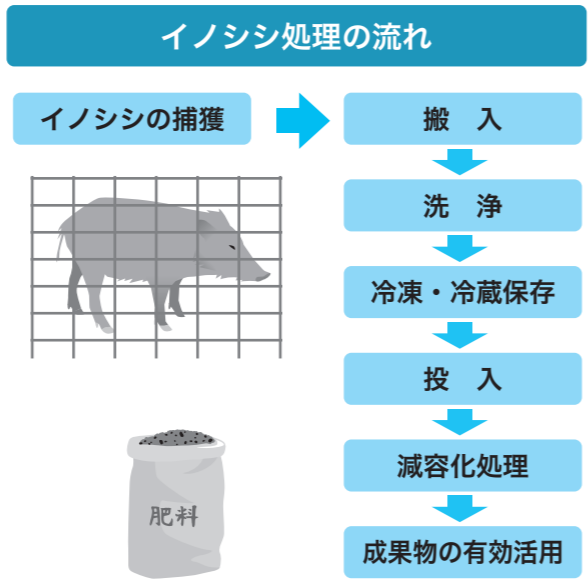 イノシシ処理の流れ
イノシシの捕獲
搬　入
洗　浄
冷凍・冷蔵保存
投　入
減容化処理
成果物の有効活用
肥料